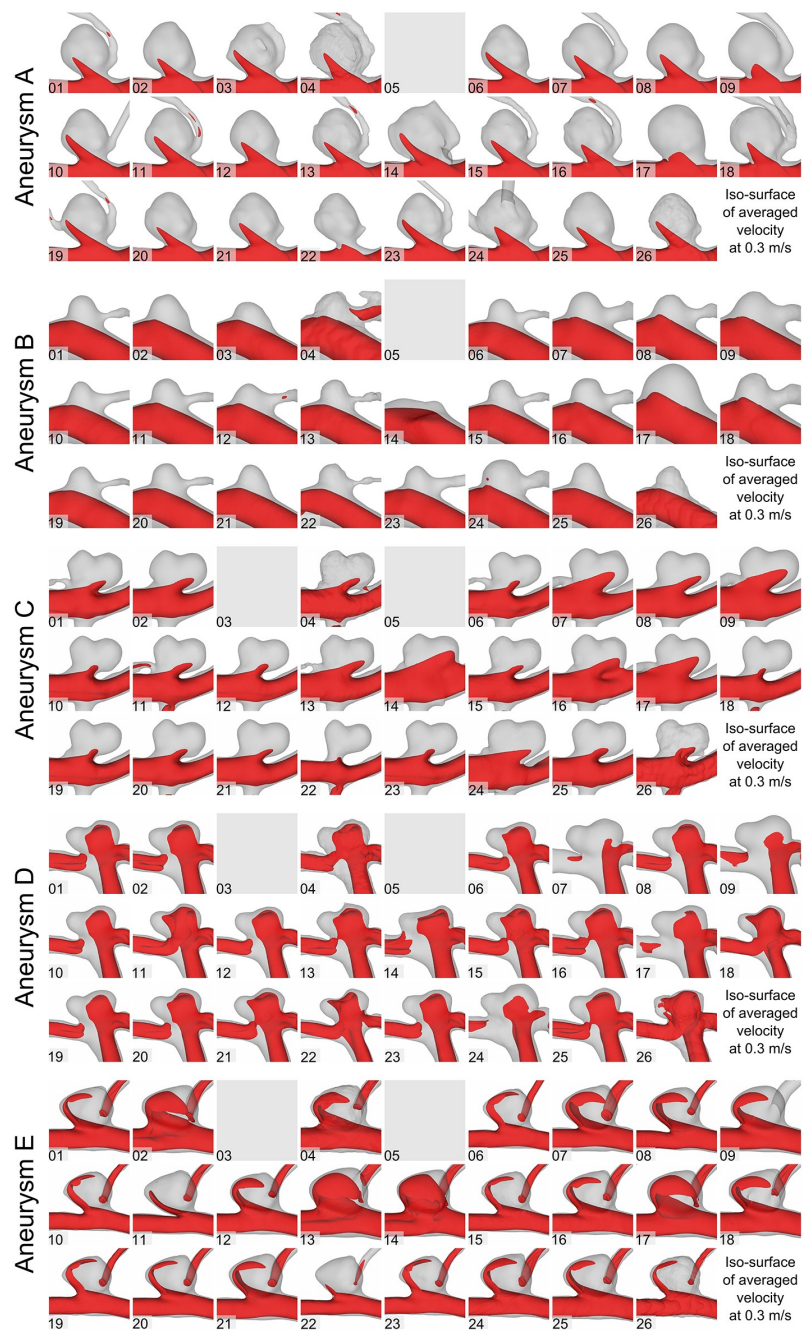 Aneurysm A
01 02 03 04 05 06 07 08 09
10 11 12 13 14 15 16 17 18
19 20 21 22 23 24 25 26
Iso-surface
of averaged
velocity
at 0.3 m/s
Aneurysm B
01 02 03 04 05 06 07 08 09
10 11 12 13 14 15 16 17 18
19 20 21 22 23 24 25 26
Iso-surface
of averaged
velocity
at 0.3 m/s
Aneurysm C
01 02 03 04 05 06 07 08 09
10 11 12 13 14 15 16 17 18
19 20 21 22 23 24 25 26
Iso-surface
of averaged
velocity
at 0.3 m/s
Aneurysm D
01 02 03 04 05 06 07 08 09
10 11 12 13 14 15 16 17 18
19 20 21 22 23 24 25 26
Iso-surface
of averaged
velocity
at 0.3 m/s
Aneurysm E
01 02 03 04 05 06 07 08 09
10 11 12 13 14 15 16 17 18
19 20 21 22 23 24 25 26
Iso-surface
of averaged
velocity
at 0.3 m/s